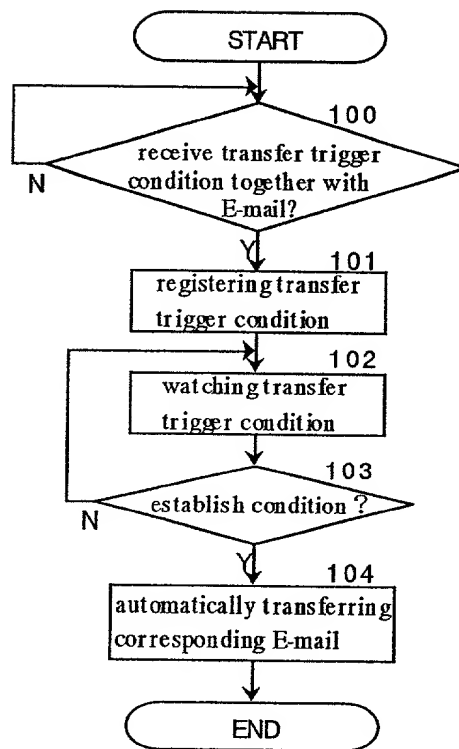 START
100
receive transfer trigger
condition together with
E-mail?
N
Y
101
registering transfer
trigger condition
102
watching transfer
trigger condition
103
establish condition ?
N
Y
104
automatically transferring
corresponding E-mail
END